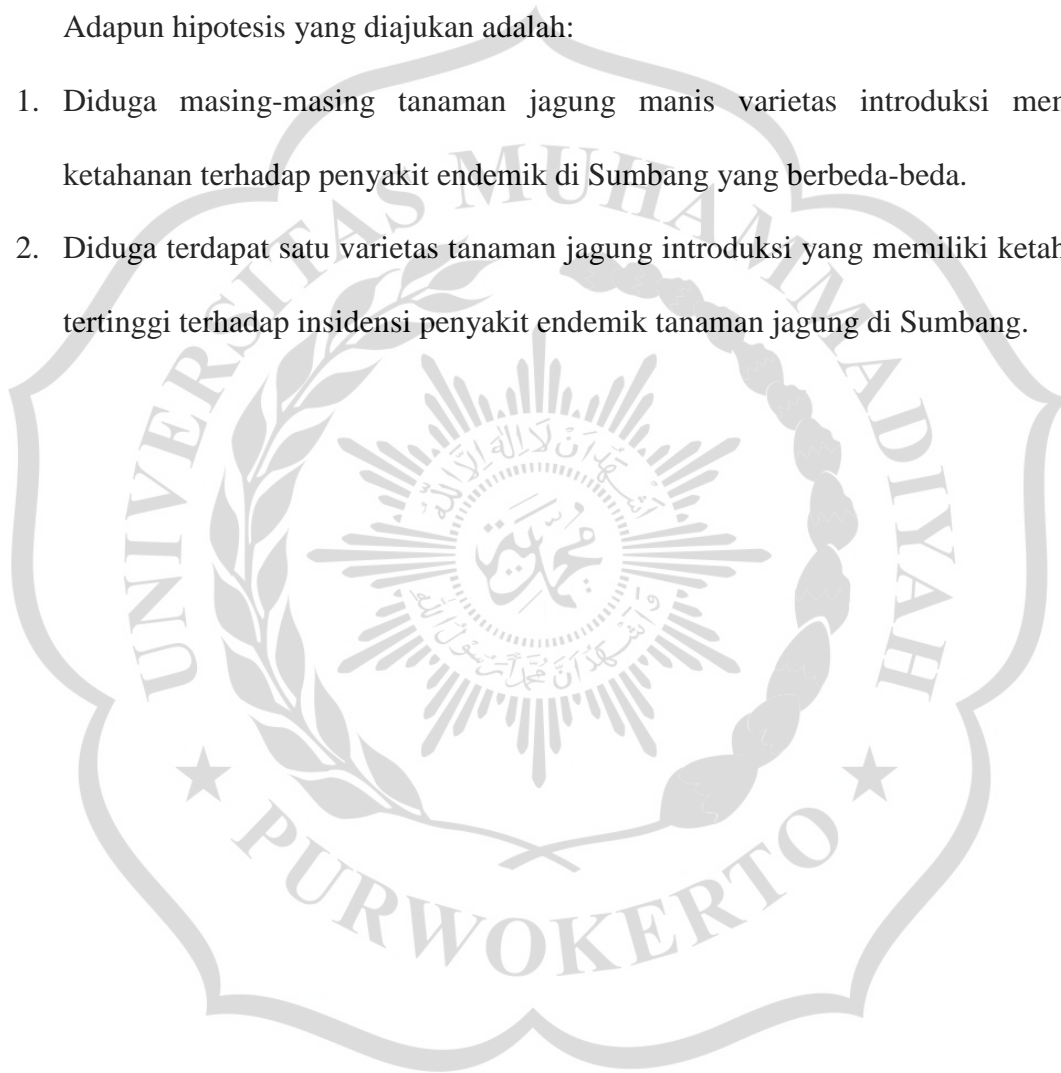 Adapun hipotesis yang diajukan adalah:
1. Diduga masing-masing tanaman jagung manis varietas introduksi
ketahanan terhadap penyakit endemik di Sumbang yang berbeda-beda.
2. Diduga terdapat satu varietas tanaman jagung introduksi yang memiliki
tertinggi terhadap insidensi penyakit endemik tanaman jagung di Sumbang.
UNIVERSITAS MUHAMMADIYAH
PURWOKERTO